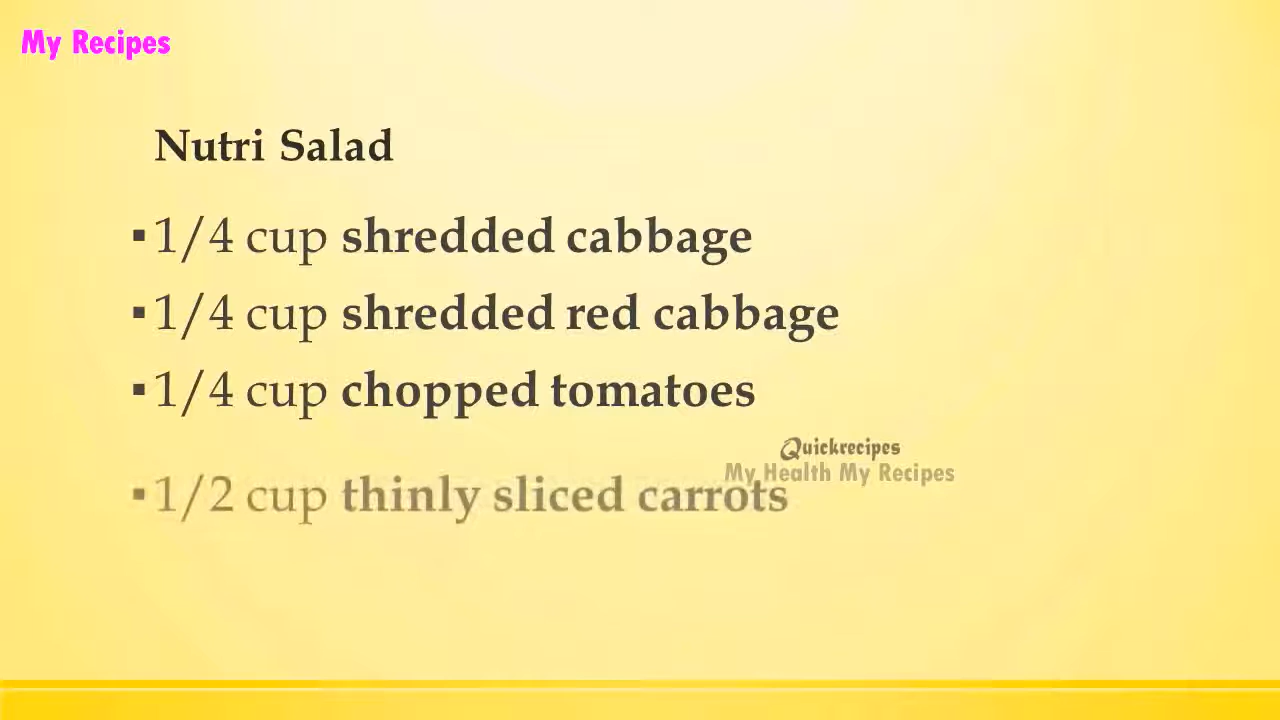 My Recipes
Nutri Salad
▪1/4 cup shredded cabbage
▪1/4 cup shredded red cabbage
▪1/4 cup chopped tomatoes
Quickrecipes
My Health My Recipes
▪1/2 cup thinly sliced carrots